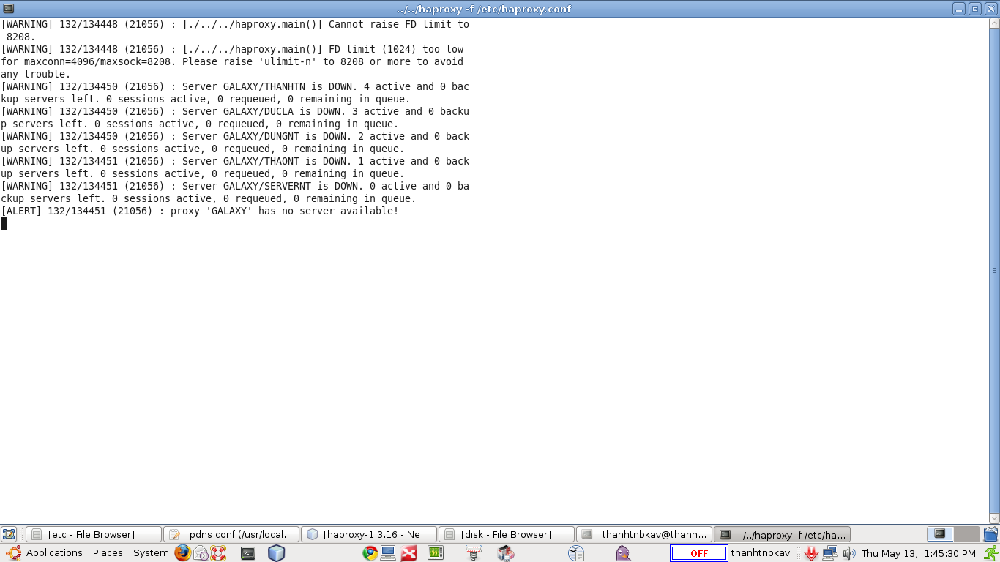 ../../haproxy -f /etc/haproxy.conf
[WARNING] 132/134448 (21056) : [./../../haproxy.main()] Cannot raise FD limit to
 8208.
[WARNING] 132/134448 (21056) : [./../../haproxy.main()] FD limit (1024) too low
for maxconn=4096/maxsock=8208. Please raise 'ulimit-n' to 8208 or more to avoid
any trouble.
[WARNING] 132/134450 (21056) : Server GALAXY/THANHTN is DOWN. 4 active and 0 bac
kup servers left. 0 sessions active, 0 requeued, 0 remaining in queue.
[WARNING] 132/134450 (21056) : Server GALAXY/DUCLA is DOWN. 3 active and 0 backu
p servers left. 0 sessions active, 0 requeued, 0 remaining in queue.
[WARNING] 132/134450 (21056) : Server GALAXY/DUNGNT is DOWN. 2 active and 0 back
up servers left. 0 sessions active, 0 requeued, 0 remaining in queue.
[WARNING] 132/134451 (21056) : Server GALAXY/THAONT is DOWN. 1 active and 0 back
up servers left. 0 sessions active, 0 requeued, 0 remaining in queue.
[WARNING] 132/134451 (21056) : Server GALAXY/SERVERNT is DOWN. 0 active and 0 ba
ckup servers left. 0 sessions active, 0 requeued, 0 remaining in queue.
[ALERT] 132/134451 (21056) : proxy 'GALAXY' has no server available!
[etc - File Browser] [pdns.conf (/usr/local... [haproxy-1.3.16 - Ne... [disk - File Browser] [thanhtnbkav@thanh... ../../haproxy -f /etc/ha...
Applications Places System OFF thanhtnbkav Thu May 13, 1:45:30 PM